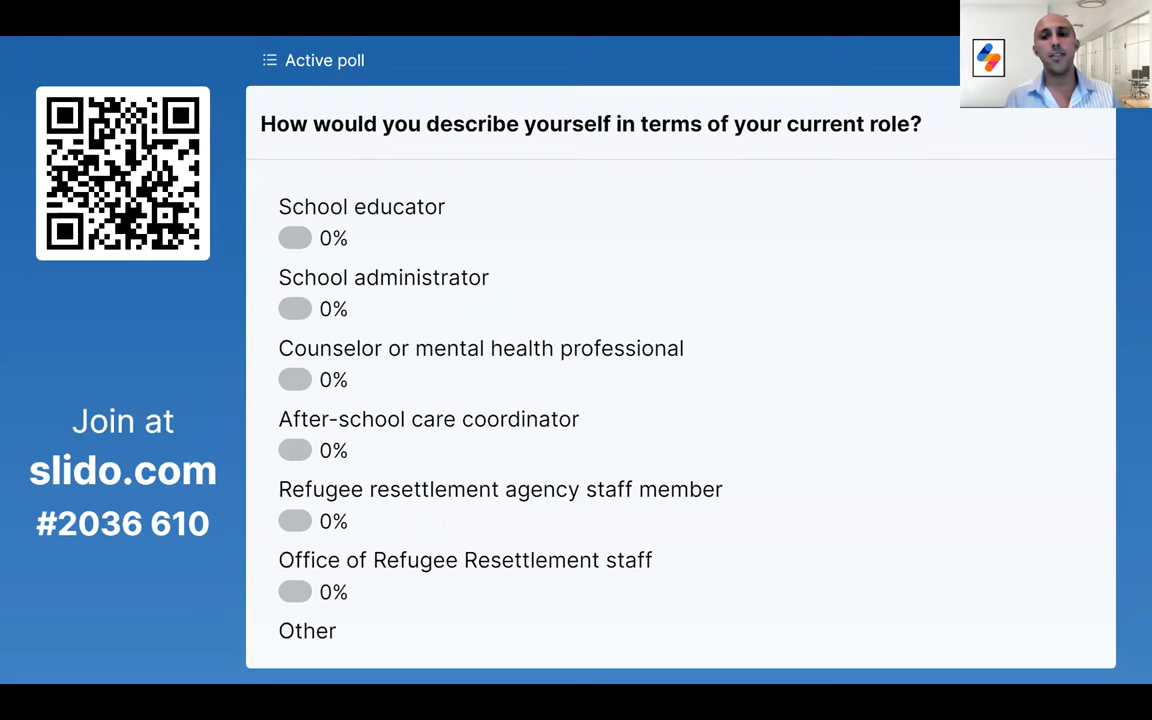 Active poll
How would you describe yourself in terms of your current role?
School educator
0%
School administrator
0%
Counselor or mental health professional
0%
After-school care coordinator
0%
Refugee resettlement agency staff member
0%
Office of Refugee Resettlement staff
0%
Other
Join at
slido.com
#2036 610